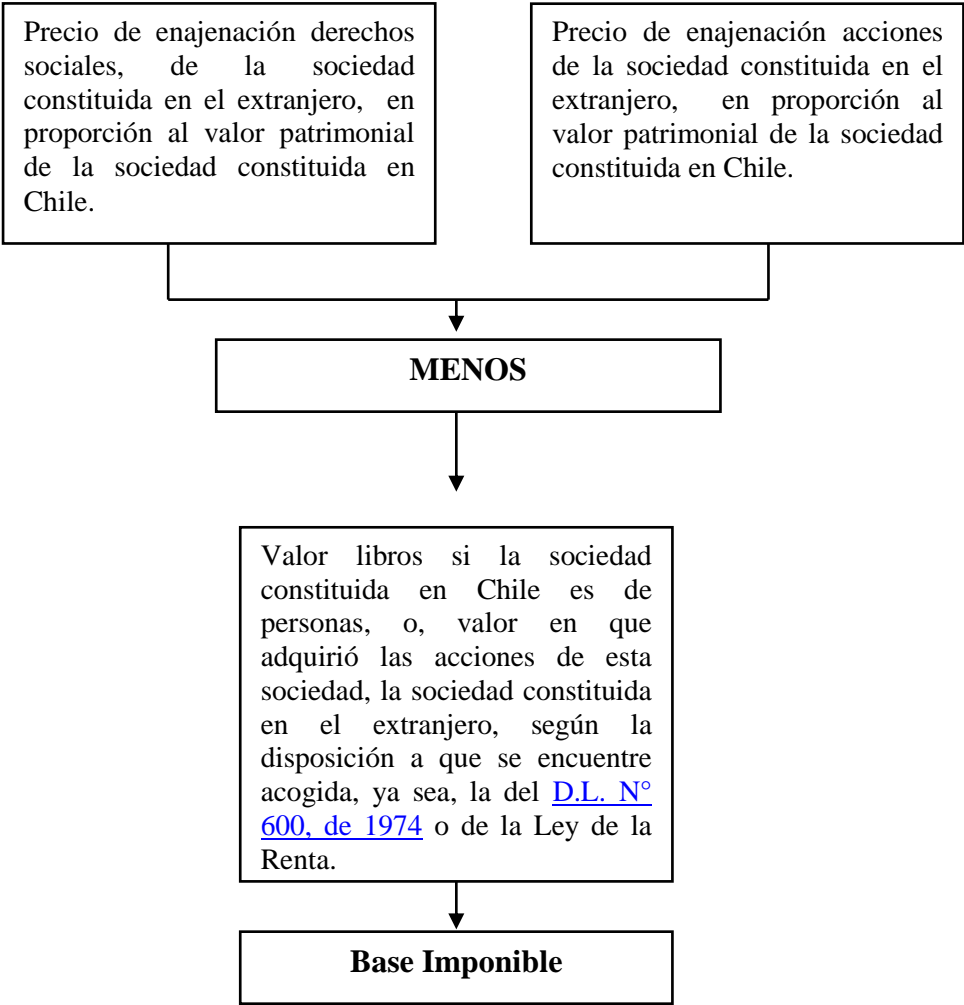 Precio de enajenación derechos
sociales, de la sociedad
constituida en el extranjero, en
proporción al valor patrimonial
de la sociedad constituida en
Chile.
Precio de enajenación acciones
de la sociedad constituida en el
extranjero, en proporción al
valor patrimonial de la sociedad
constituida en Chile.
MENOS
Valor libros si la sociedad
constituida en Chile es de
personas, o, valor en que
adquirió las acciones de esta
sociedad, la sociedad constituida
en el extranjero, según la
disposición a que se encuentre
acogida, ya sea, la del D.L. N°
600, de 1974 o de la Ley de la
Renta.
Base Imponible